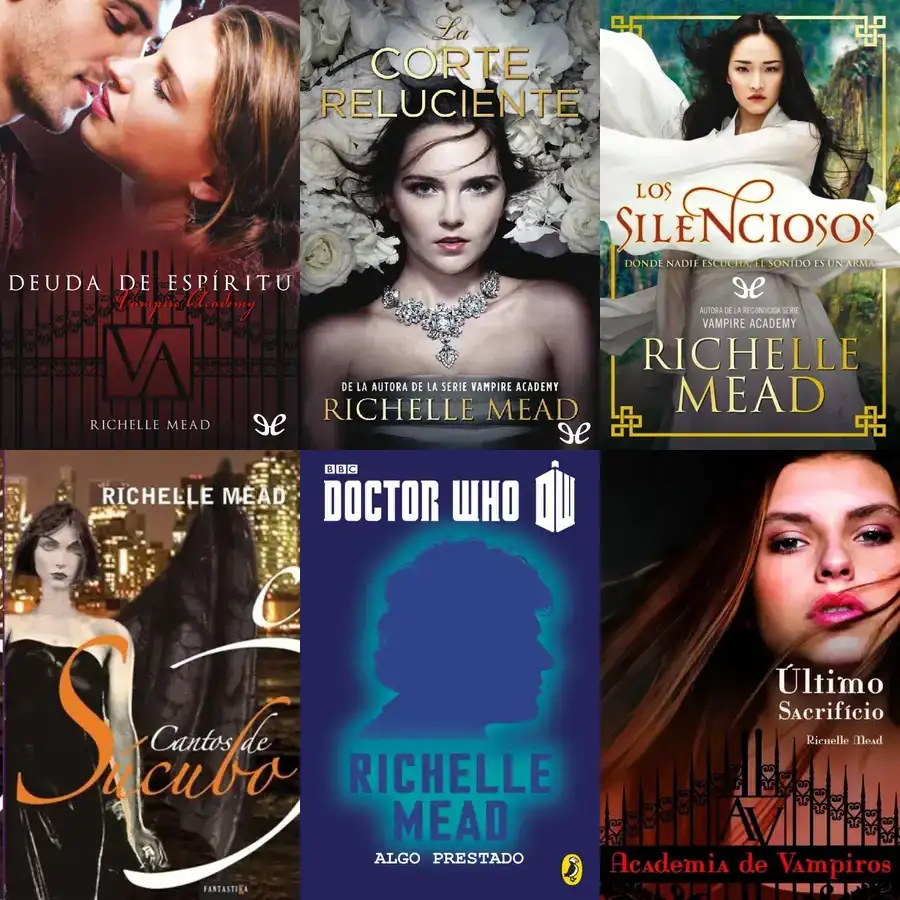 DEUDA DE ESPÍRITU
Vampire Academy
VA
RICHELLE MEAD
La
CORTE
RELUCIENTE
DE LA AUTORA DE LA SERIE VAMPIRE ACADEMY
RICHELLE MEAD
LOS
SILENCIOSOS
DONDE NADIE ESCUCHA, EL SONIDO ES UN ARMA
AUTORA DE LA RECONOCIDA SERIE
VAMPIRE ACADEMY
RICHELLE
MEAD
RICHELLE MEAD
Cantos de
Súcubo
FANTASTIKA
BBC
DOCTOR WHO DW
RICHELLE
MEAD
ALGO PRESTADO
Último
Sacrifício
Richelle Mead
AV
Academia de Vampiros